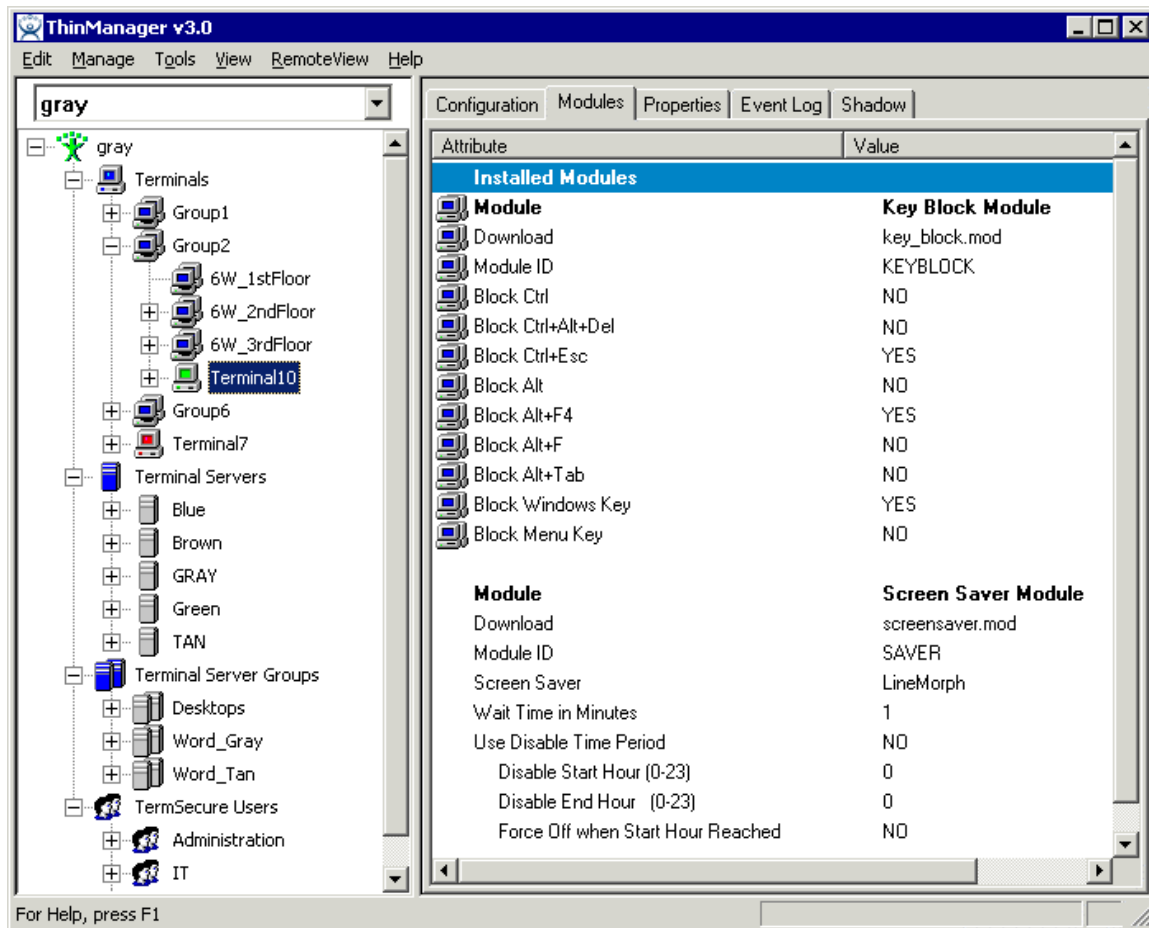 ThinManager v3.0
Edit Manage Tools View RemoteView Help
gray
gray
Terminals
Group1
Group2
6W_1stFloor
6W_2ndFloor
6W_3rdFloor
Terminal10
Group6
Terminal7
Terminal Servers
Blue
Brown
GRAY
Green
TAN
Terminal Server Groups
Desktops
Word_Gray
Word_Tan
TermSecure Users
Administration
IT
Configuration Modules Properties Event Log Shadow
Attribute Value
Installed Modules
Module Key Block Module
Download key_block.mod
Module ID KEYBLOCK
Block Ctrl NO
Block Ctrl+Alt+Del NO
Block Ctrl+Esc YES
Block Alt NO
Block Alt+F4 YES
Block Alt+F NO
Block Alt+Tab NO
Block Windows Key YES
Block Menu Key NO
Module Screen Saver Module
Download screensaver.mod
Module ID SAVER
Screen Saver LineMorph
Wait Time in Minutes 1
Use Disable Time Period NO
Disable Start Hour (0-23) 0
Disable End Hour (0-23) 0
Force Off when Start Hour Reached NO
For Help, press F1